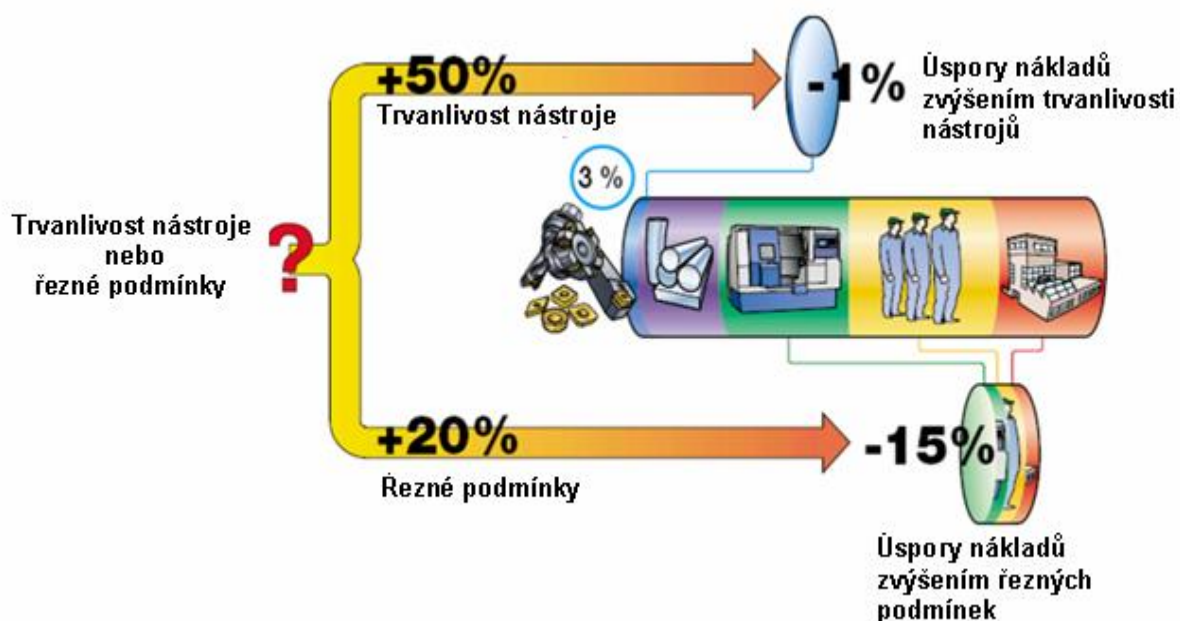 +50%
Trvanlivost nástroje
-1%
Úspory nákladů
zvýšením trvanlivosti
nástrojů
3 %
Trvanlivost nástroje
nebo
řezné podmínky
?
+20%
Řezné podmínky
-15%
Úspory nákladů
zvýšením řezných
podmínek